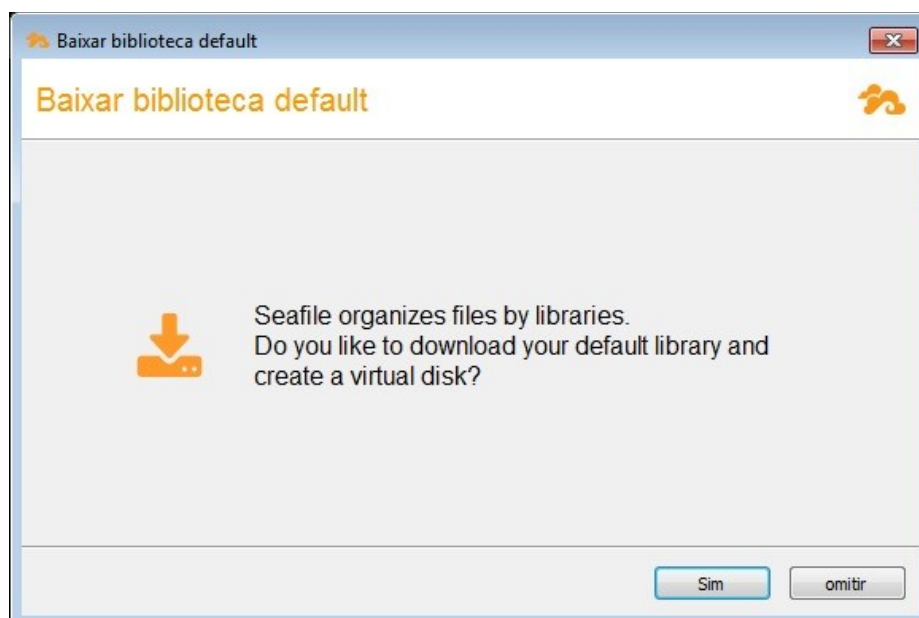 Baixar biblioteca default
Baixar biblioteca default
Seafile organizes files by libraries.
Do you like to download your default library and
create a virtual disk?
Sim
omitir